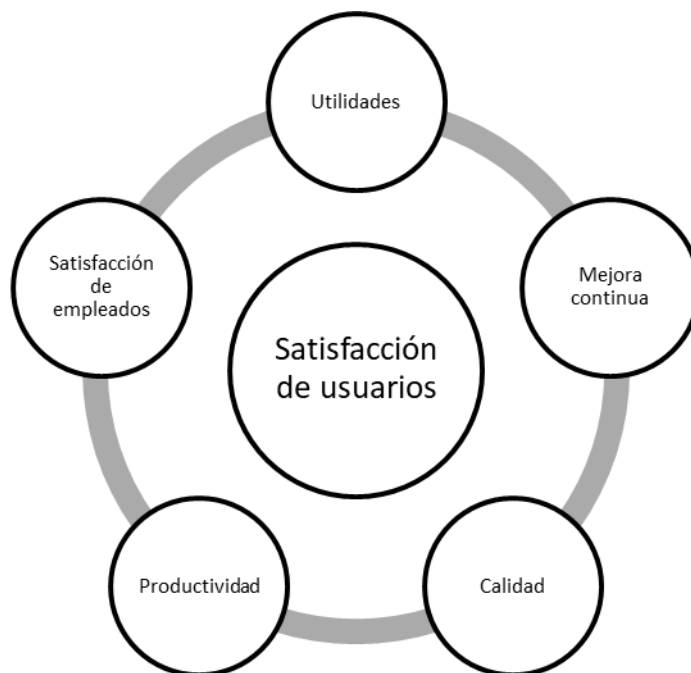 Utilidades
Mejora
continua
Calidad
Productividad
Satisfacción
de
empleados
Satisfacción
de usuarios